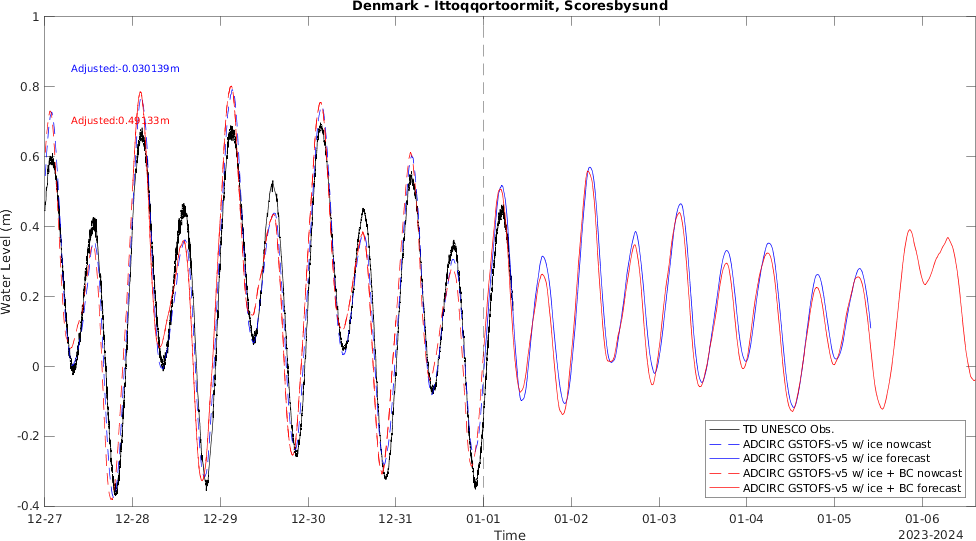 Denmark - Ittoqqortoormiit, Scoresbysund
1
0.8
0.6
0.4
0.2
0
-0.2
-0.4
Water Level (m)
Adjusted:-0.030139m
Adjusted:0.49133m
TD UNESCO Obs.
ADCIRC GSTOFS-v5 w/ ice nowcast
ADCIRC GSTOFS-v5 w/ ice forecast
ADCIRC GSTOFS-v5 w/ ice + BC nowcast
ADCIRC GSTOFS-v5 w/ ice + BC forecast
12-27 12-28 12-29 12-30 12-31 01-01 01-02 01-03 01-04 01-05 01-06
Time
2023-2024